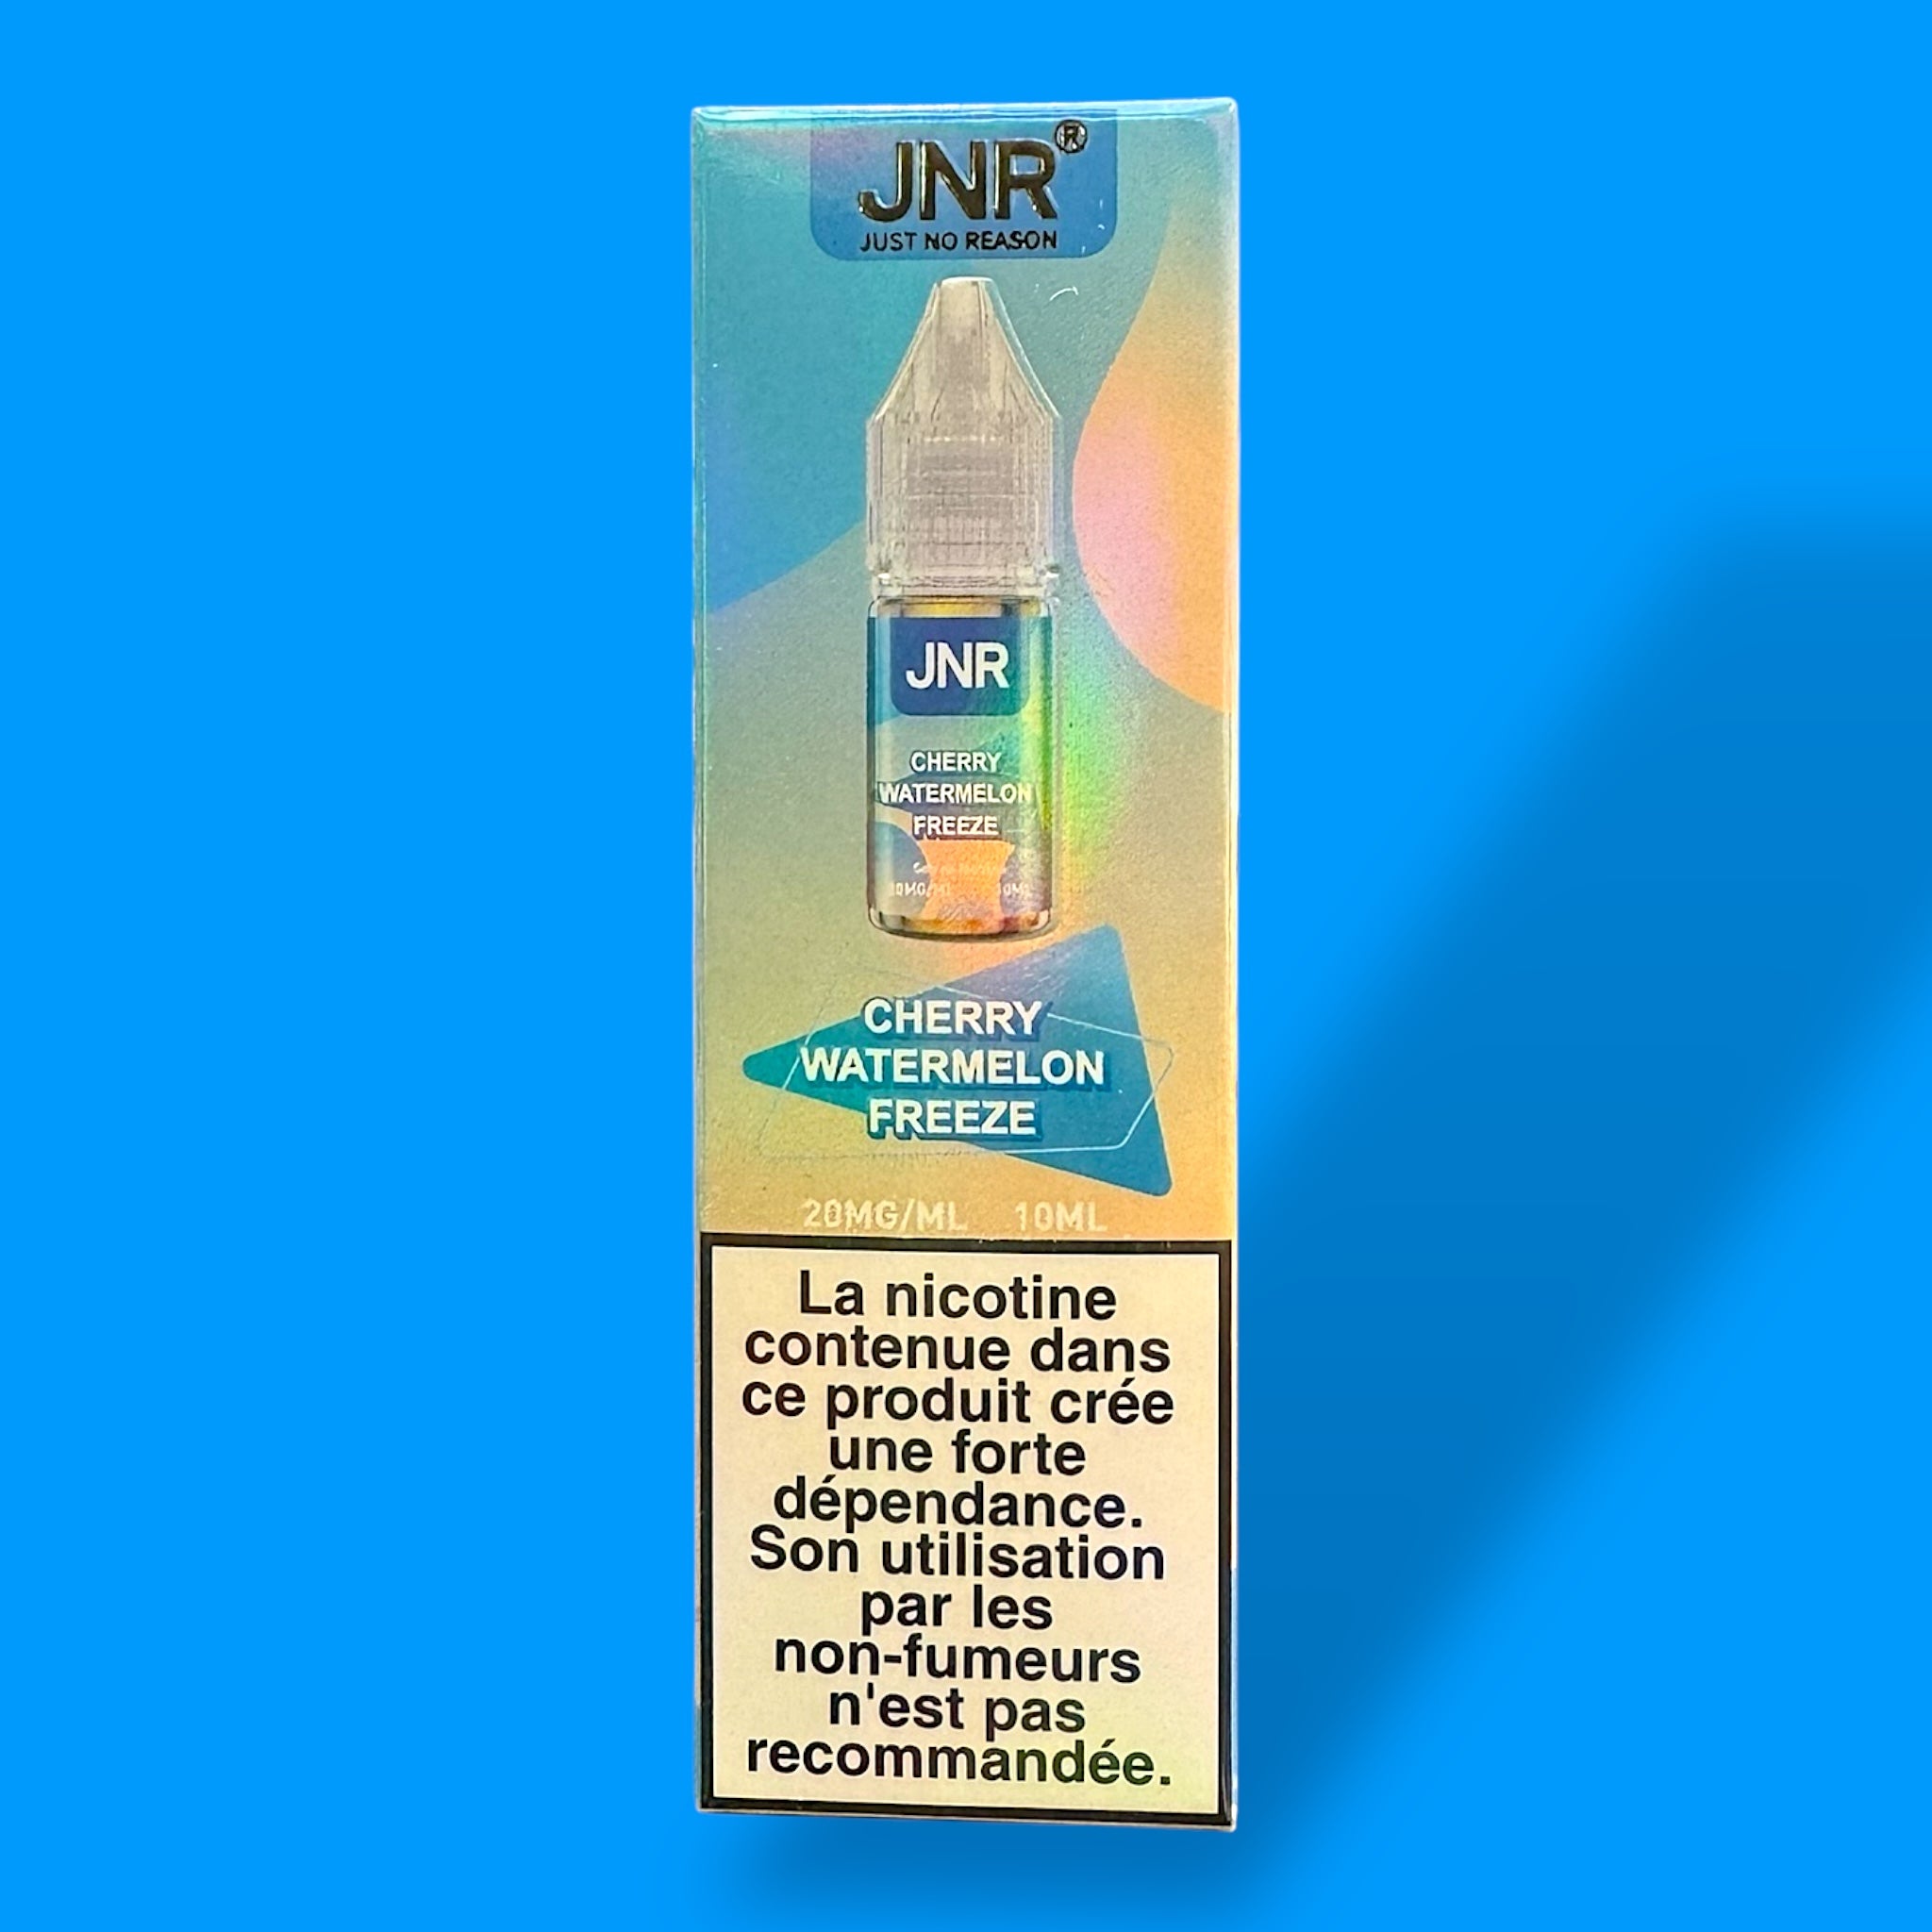 JNR®
JUST NO REASON
JNR
CHERRY
WATERMELON
FREEZE
CHERRY
WATERMELON
FREEZE
20MG/ML 10ML
La nicotine
contenue dans
ce produit crée
une forte
dépendance.
Son utilisation
par les
non-fumeurs
n'est pas
recommandée.